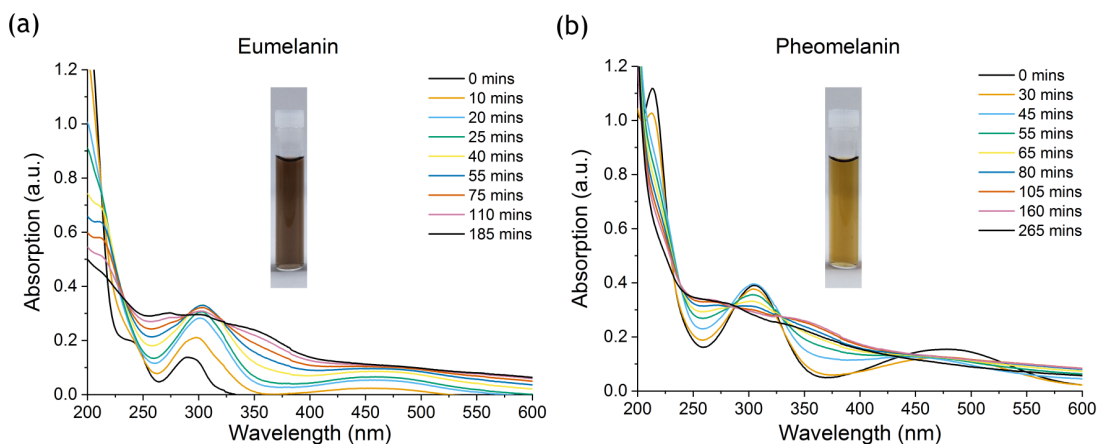 (a)
Eumelanin
Absorption (a.u.)
1.2
1.0
0.8
0.6
0.4
0.2
0.0
200 250 300 350 400 450 500 550 600
Wavelength (nm)
0 mins
10 mins
20 mins
25 mins
40 mins
55 mins
75 mins
110 mins
185 mins
(b)
Pheomelanin
Absorption (a.u.)
1.2
1.0
0.8
0.6
0.4
0.2
0.0
200 250 300 350 400 450 500 550 600
Wavelength (nm)
0 mins
30 mins
45 mins
55 mins
65 mins
80 mins
105 mins
160 mins
265 mins